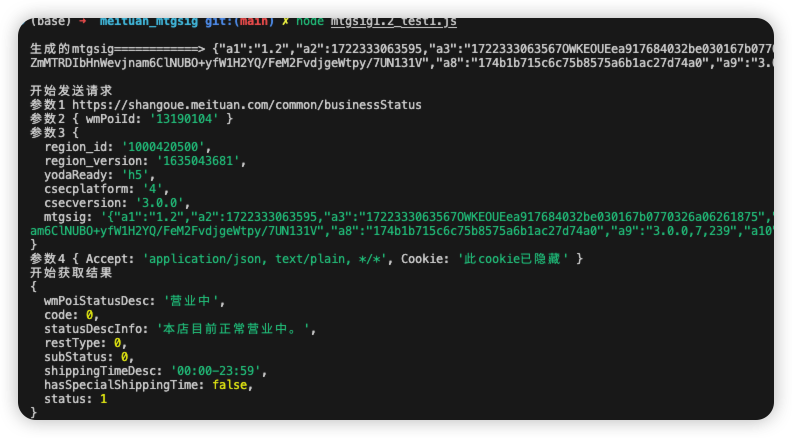 (base) → meituan_mtgsig git:(main) ✗ node mtgsig1.2_test1.js
生成的mtgsig============> {"a1":"1.2","a2":1722333063595,"a3":"1722333063567OWKEOUEea917684032be030167b0770
ZmMTRDIbHnWevjnam6ClNUBO+yfW1H2YQ/FeM2FvdjgeWtpy/7UN131V","a8":"174b1b715c6c75b8575a6b1ac27d74a0","a9":"3.0
开始发送请求
参数1 https://shangoue.meituan.com/common/businessStatus
参数2 { wmPoiId: '13190104' }
参数3 {
region_id: '1000420500',
region_version: '1635043681',
yodaReady: 'h5',
csecplatform: '4',
csecversion: '3.0.0',
mtgsig: '{"a1":"1.2","a2":1722333063595,"a3":"1722333063567OWKEOUEea917684032be030167b0770326a06261875",
am6ClNUBO+yfW1H2YQ/FeM2FvdjgeWtpy/7UN131V","a8":"174b1b715c6c75b8575a6b1ac27d74a0","a9":"3.0.0,7,239","a10"
}
参数4 { Accept: 'application/json, text/plain, */*', Cookie: '此cookie已隐藏' }
开始获取结果
{
wmPoiStatusDesc: '营业中',
code: 0,
statusDescInfo: '本店目前正常营业中。',
restType: 0,
subStatus: 0,
shippingTimeDesc: '00:00-23:59',
hasSpecialShippingTime: false,
status: 1
}